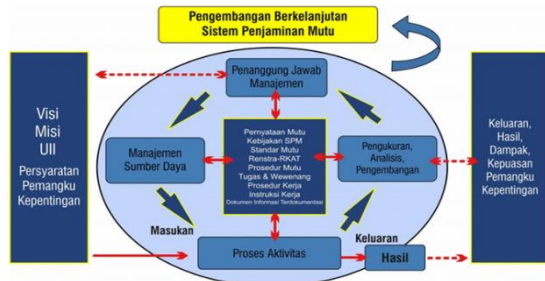 Pengembangan Berkelanjutan
Sistem Penjaminan Mutu
Penanggung Jawab
Manajemen
Visi
Misi
UII
Persyaratan
Pemangku
Kepentingan
Manajemen
Sumber Daya
Pernyataan Mutu
Kebijakan SPM
Standar Mutu
Renstra-RKAT
Prosedur Mutu
Tugas & Wewenang
Prosedur Kerja
Instruksi Kerja
Dokumen Informasi Terdokumentasi
Pengukuran,
Analisis,
Pengembangan
Keluaran,
Hasil,
Dampak,
Kepuasan
Pemangku
Kepentingan
Masukan
Proses Aktivitas
Keluaran
Hasil